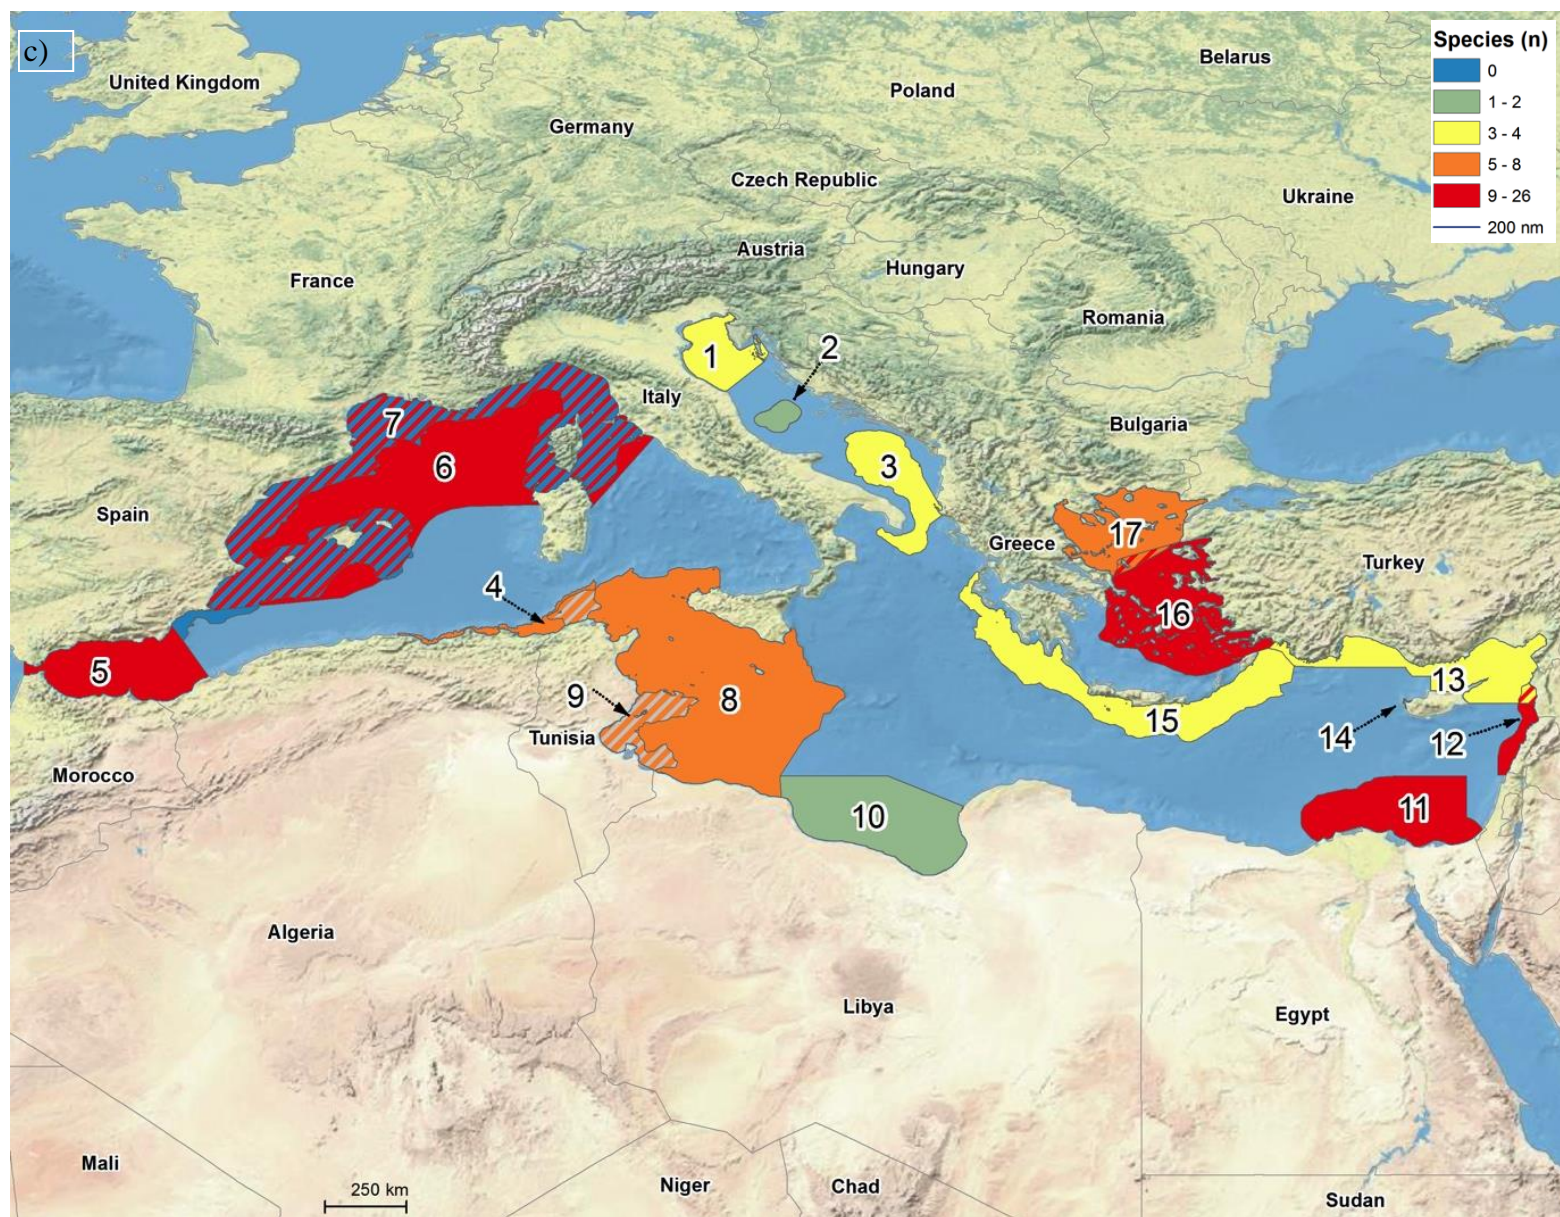 c)
Species (n)
0
1 - 2
3 - 4
5 - 8
9 - 26
200 nm
United Kingdom
Belarus
Poland
Germany
Czech Republic
Ukraine
Austria
Hungary
France
Romania
1
2
Italy
7
Bulgaria
6
3
Spain
17
Greece
Turkey
4
16
5
13
9
8
15
14
12
Tunisia
Morocco
11
10
Algeria
Libya
Egypt
Mali
250 km
Niger
Chad
Sudan